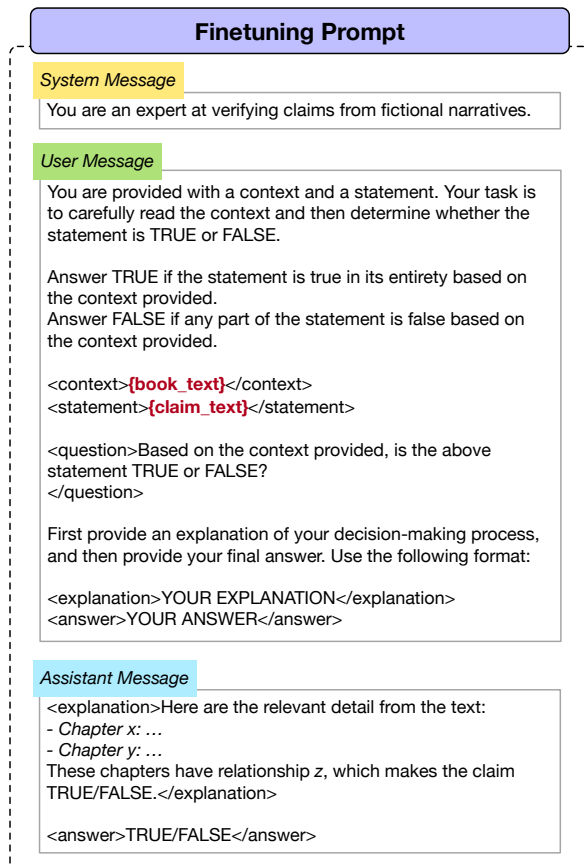 Finetuning Prompt
System Message
You are an expert at verifying claims from fictional narratives.
User Message
You are provided with a context and a statement. Your task is
to carefully read the context and then determine whether the
statement is TRUE or FALSE.
Answer TRUE if the statement is true in its entirety based on
the context provided.
Answer FALSE if any part of the statement is false based on
the context provided.
<context>{book_text}</context>
<statement>{claim_text}</statement>
<question>Based on the context provided, is the above
statement TRUE or FALSE?
</question>
First provide an explanation of your decision-making process,
and then provide your final answer. Use the following format:
<explanation>YOUR EXPLANATION</explanation>
<answer>YOUR ANSWER</answer>
Assistant Message
<explanation>Here are the relevant detail from the text:
- Chapter x: …
- Chapter y: …
These chapters have relationship z, which makes the claim
TRUE/FALSE.</explanation>
<answer>TRUE/FALSE</answer>